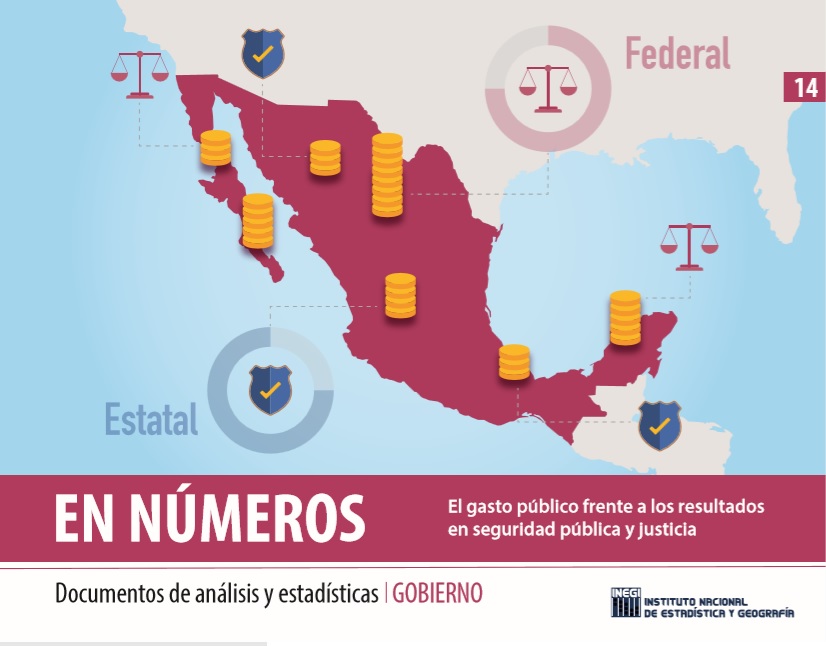 Federal
14
Estatal
EN NÚMEROS
El gasto público frente a los resultados
en seguridad pública y justicia
Documentos de análisis y estadísticas | GOBIERNO
INEGI
INSTITUTO NACIONAL
DE ESTADÍSTICA Y GEOGRAFÍA